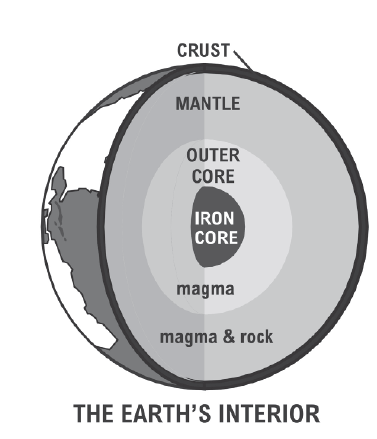 CRUST
MANTLE
OUTER
CORE
IRON
CORE
magma
magma & rock
THE EARTH'S INTERIOR